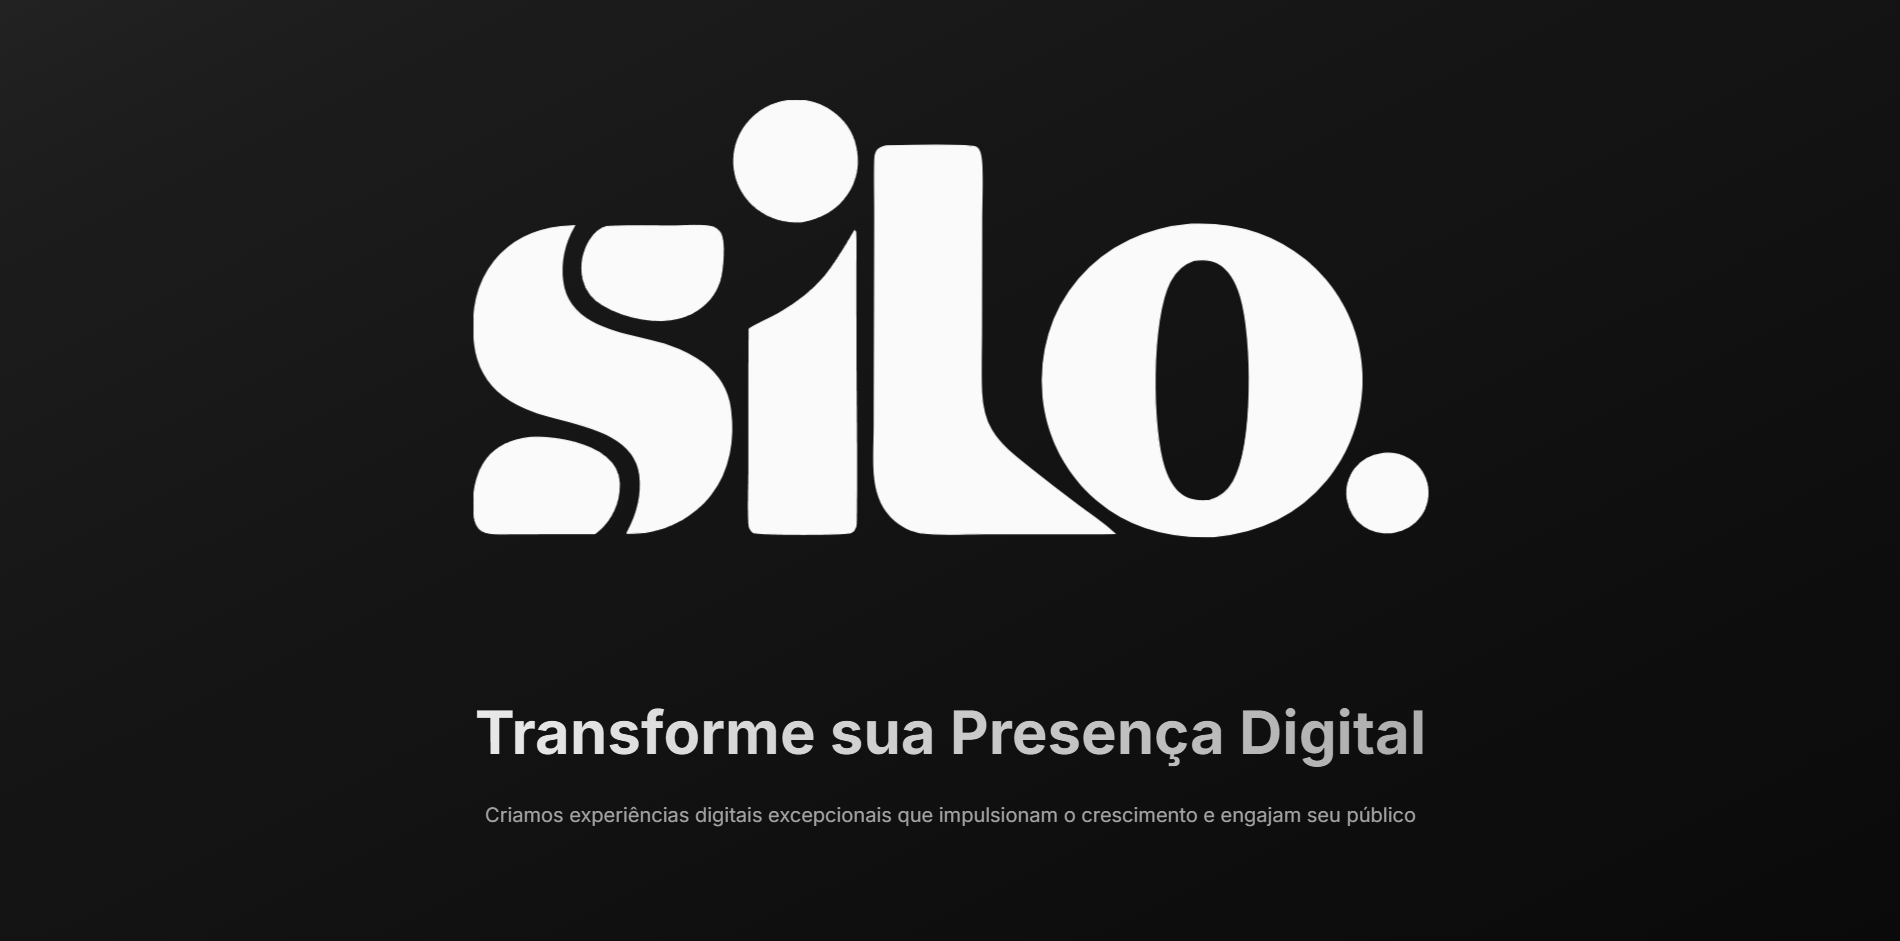 silo.
Transforme sua Presença Digital
Criamos experiências digitais excepcionais que impulsionam o crescimento e engajam seu público